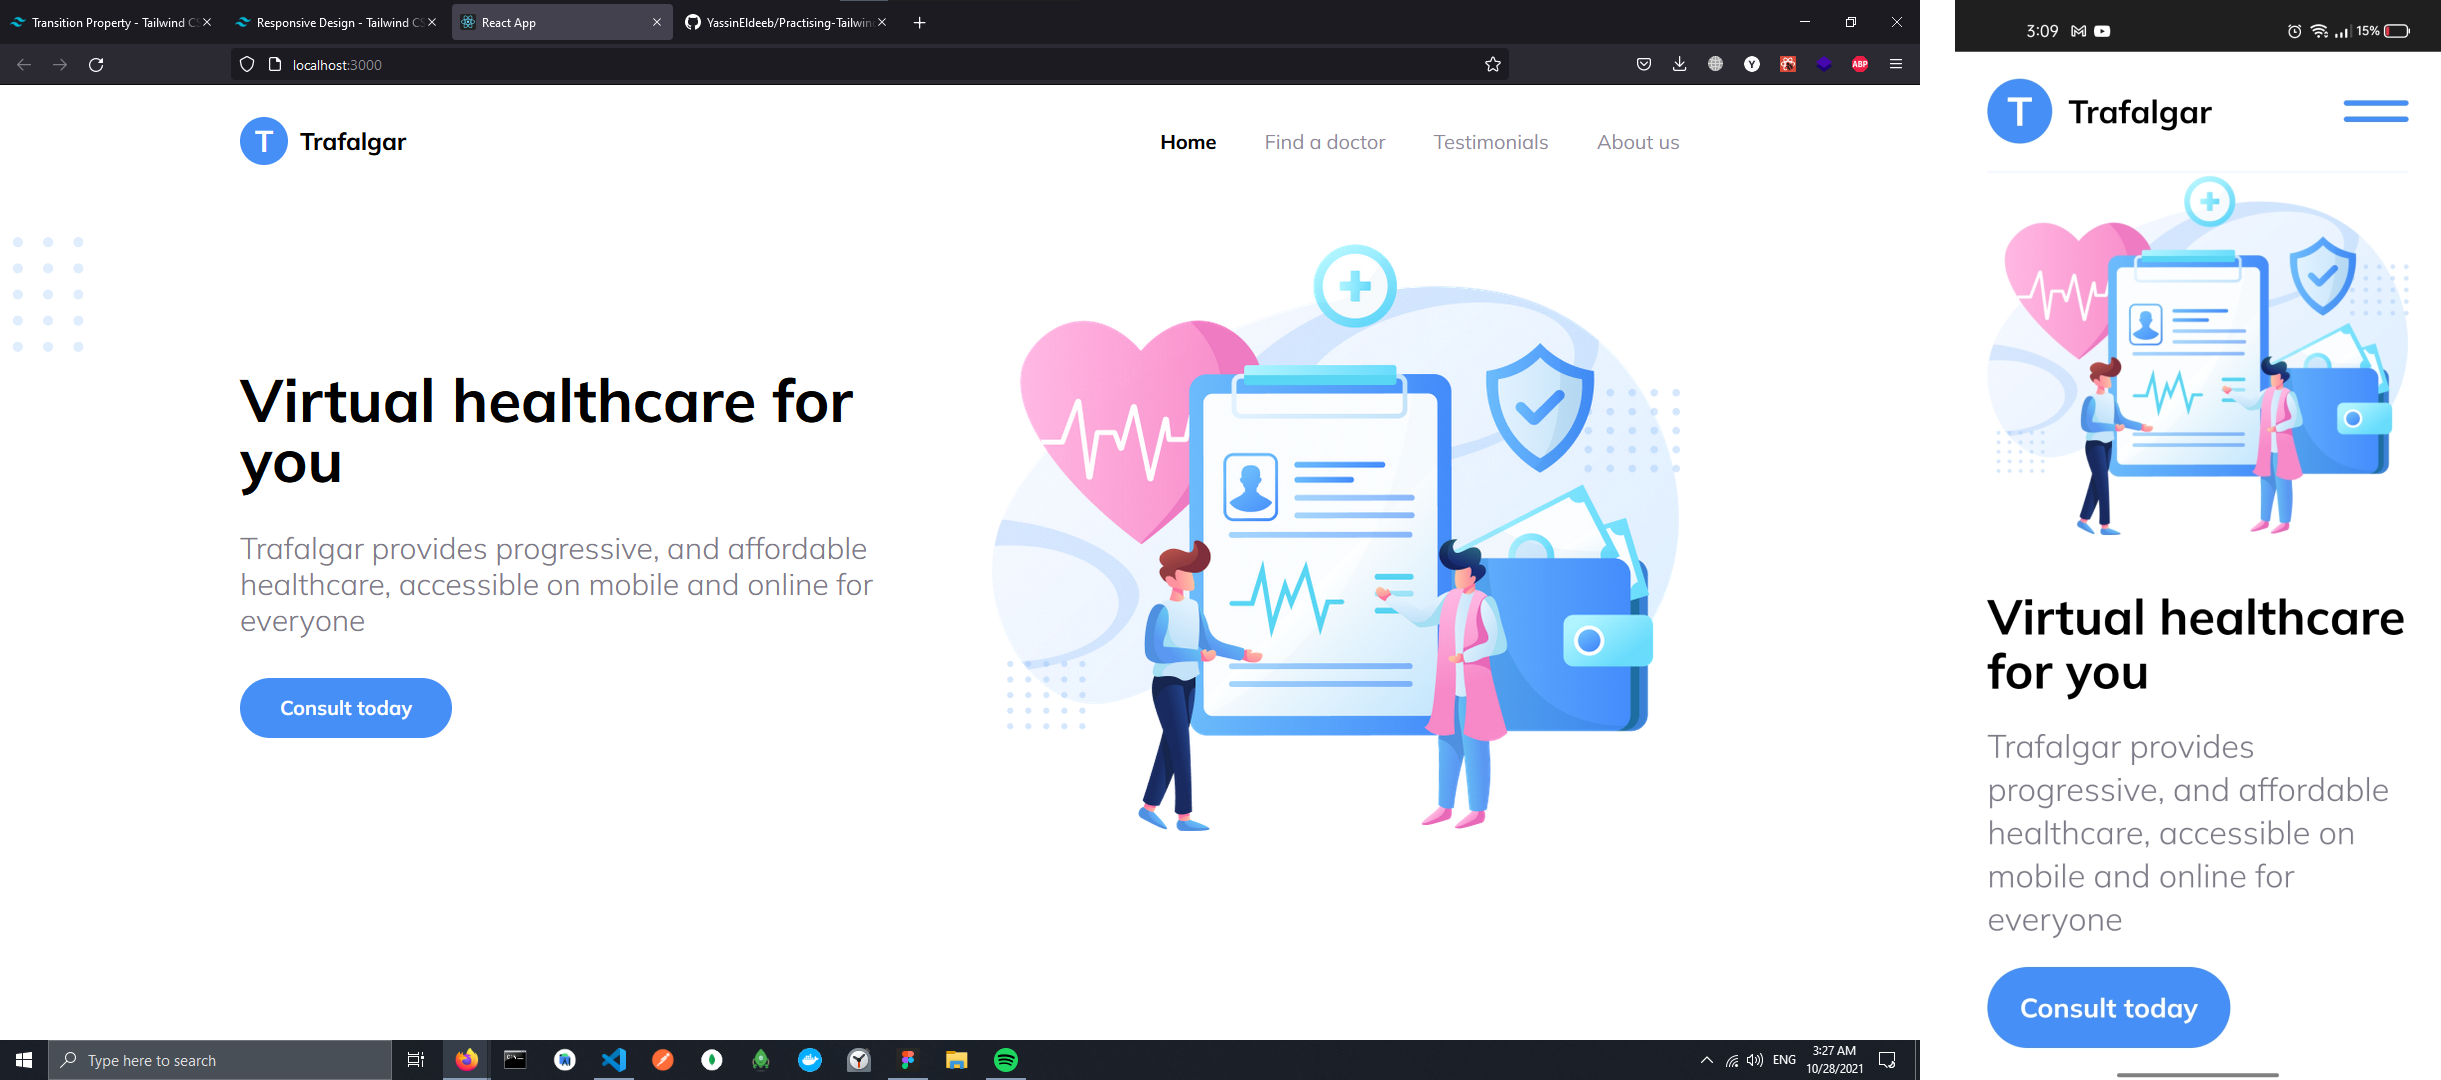 Transition Property - Tailwind CS
Responsive Design - Tailwind CS
React App
YassinEldeeb/Practising-Tailwin
localhost:3000
Y
ABP
T
Trafalgar
Home
Find a doctor
Testimonials
About us
Virtual healthcare for
you
Trafalgar provides progressive, and affordable
healthcare, accessible on mobile and online for
everyone
Consult today
Type here to search
ENG
3:27 AM
10/28/2021
3:09
15%
T
Trafalgar
Virtual healthcare
for you
Trafalgar provides
progressive, and affordable
healthcare, accessible on
mobile and online for
everyone
Consult today